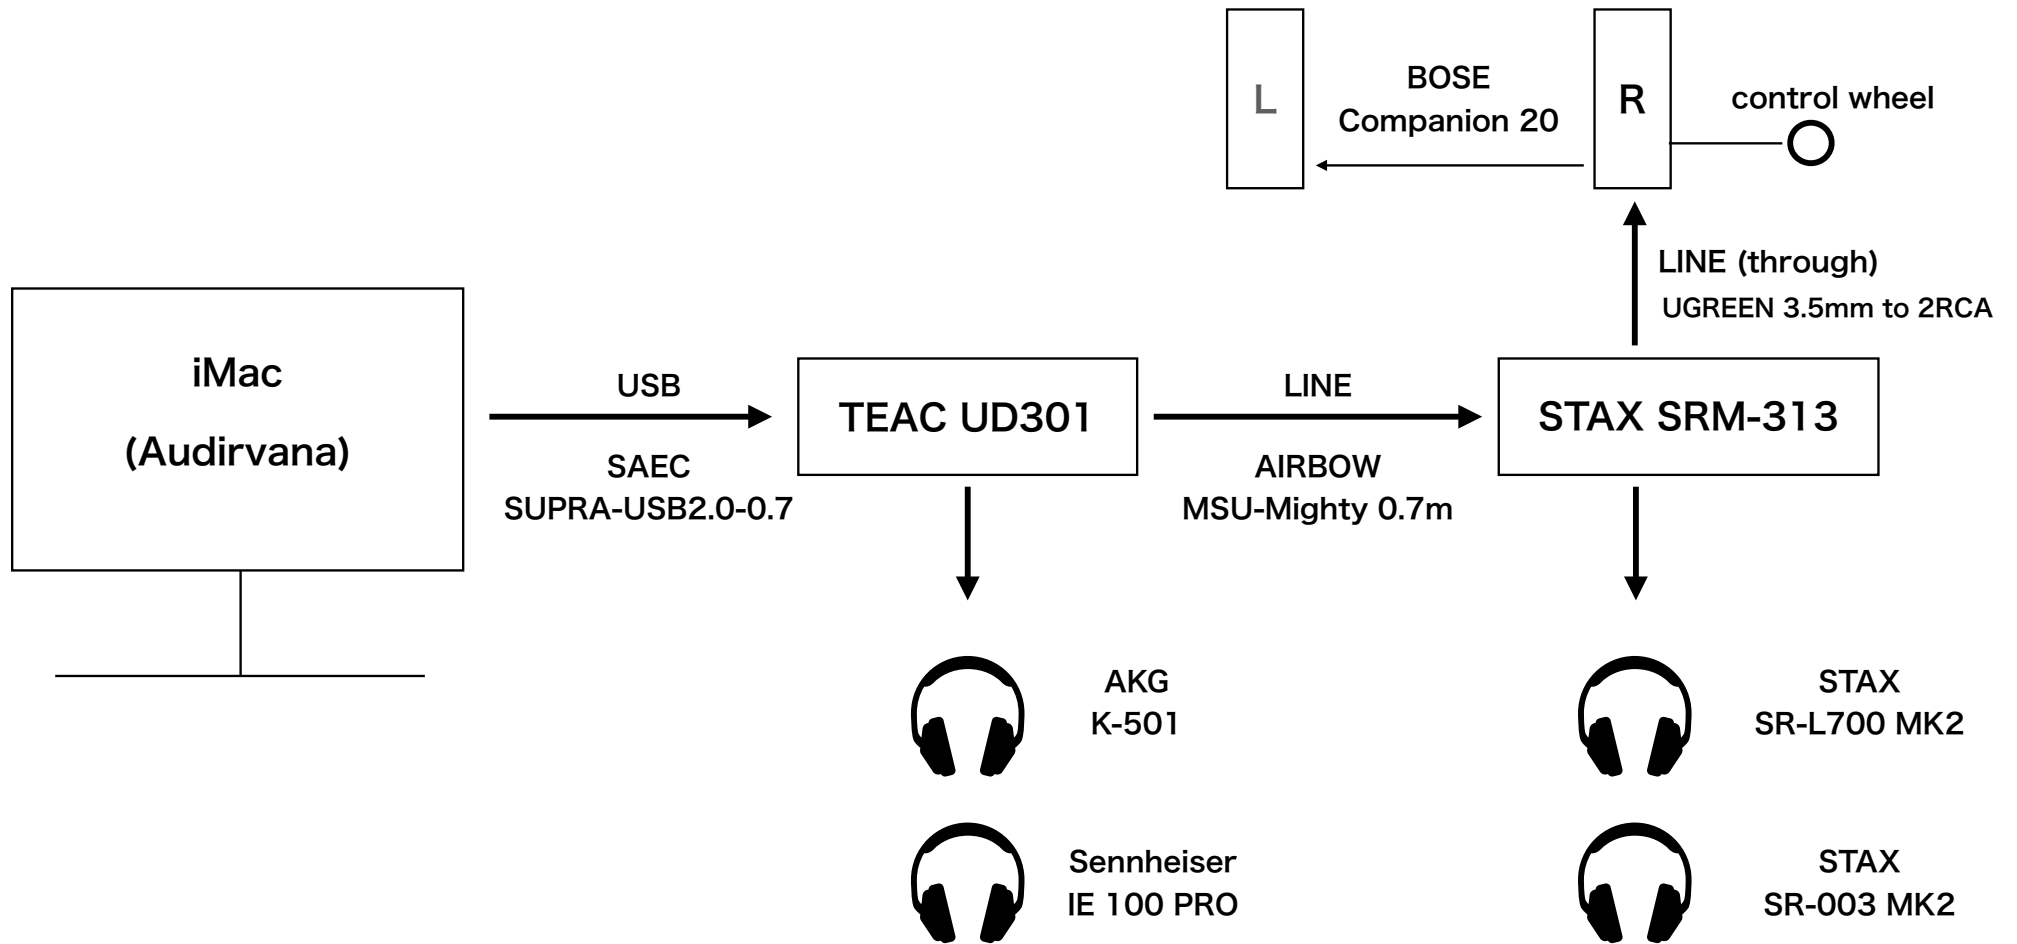 L
BOSE
Companion 20
R
control wheel
LINE (through)
UGREEN 3.5mm to 2RCA
iMac
(Audirvana)
USB
SAEC
SUPRA-USB2.0-0.7
TEAC UD301
LINE
AIRBOW
MSU-Mighty 0.7m
STAX SRM-313
AKG
K-501
STAX
SR-L700 MK2
Sennheiser
IE 100 PRO
STAX
SR-003 MK2